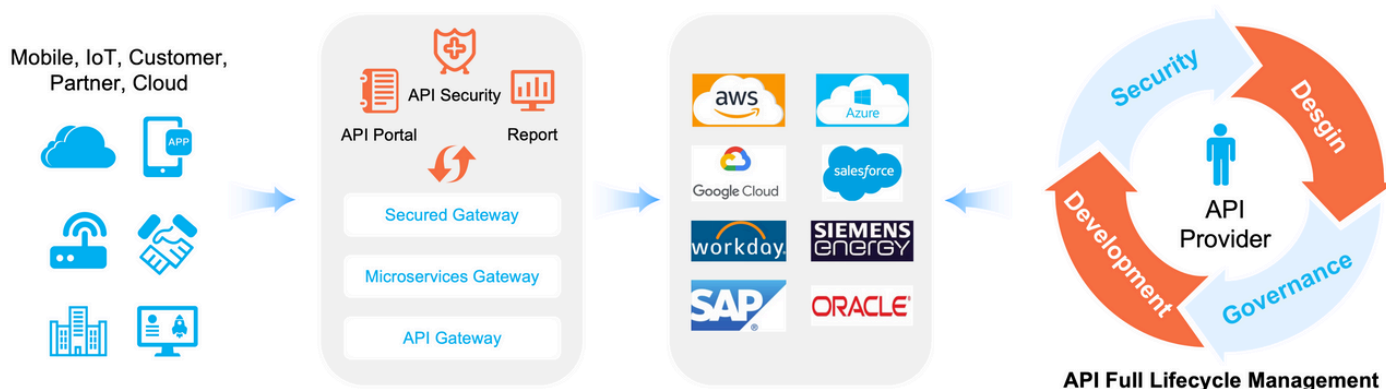 Mobile, IoT, Customer,
Partner, Cloud
APP
API Security
API Portal
Report
Secured Gateway
Microservices Gateway
API Gateway
aws
Azure
Google Cloud
salesforce
workday.
SIEMENS
energy
SAP®
ORACLE®
Security
Desgin
Development
Governance
API
Provider
API Full Lifecycle Management